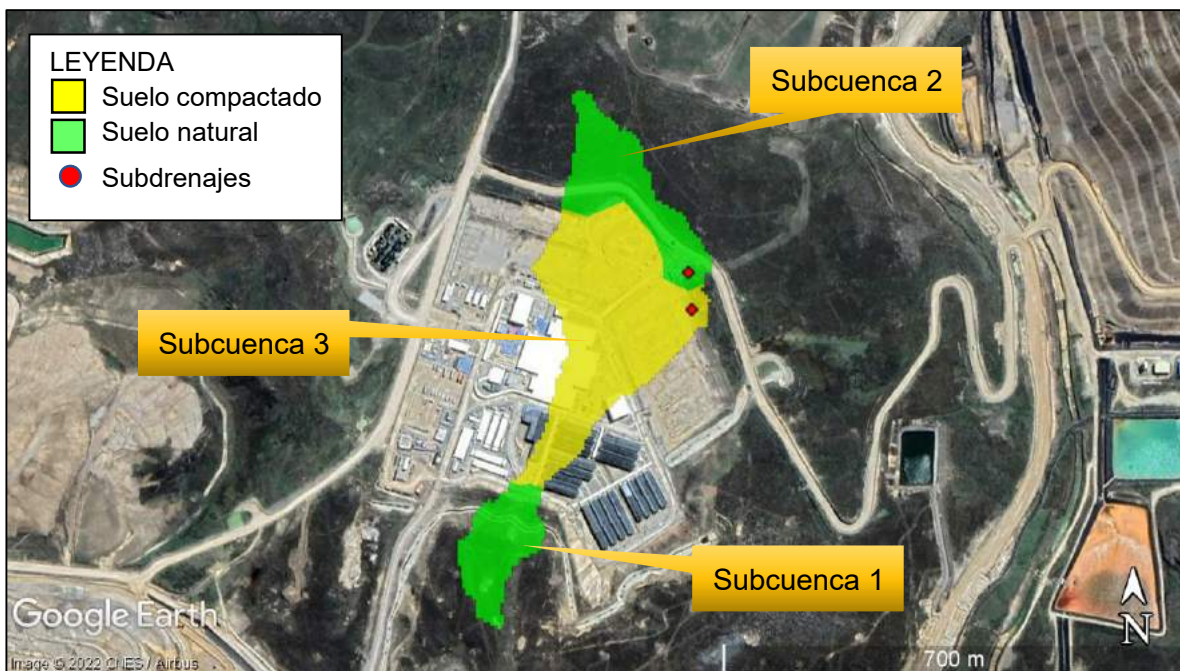 LEYENDA
Suelo compactado
Suelo natural
Subdrenajes
Subcuenca 2
Subcuenca 3
Subcuenca 1
Google Earth
Image © 2022 CNES / Airbus
700 m
N